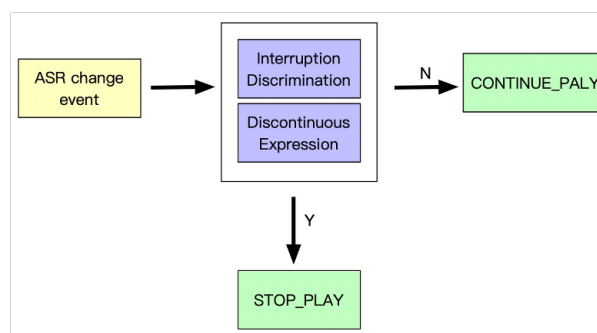 ASR change
event
Interruption
Discrimination
Discontinuous
Expression
N
CONTINUE_PALY
Y
STOP_PLAY